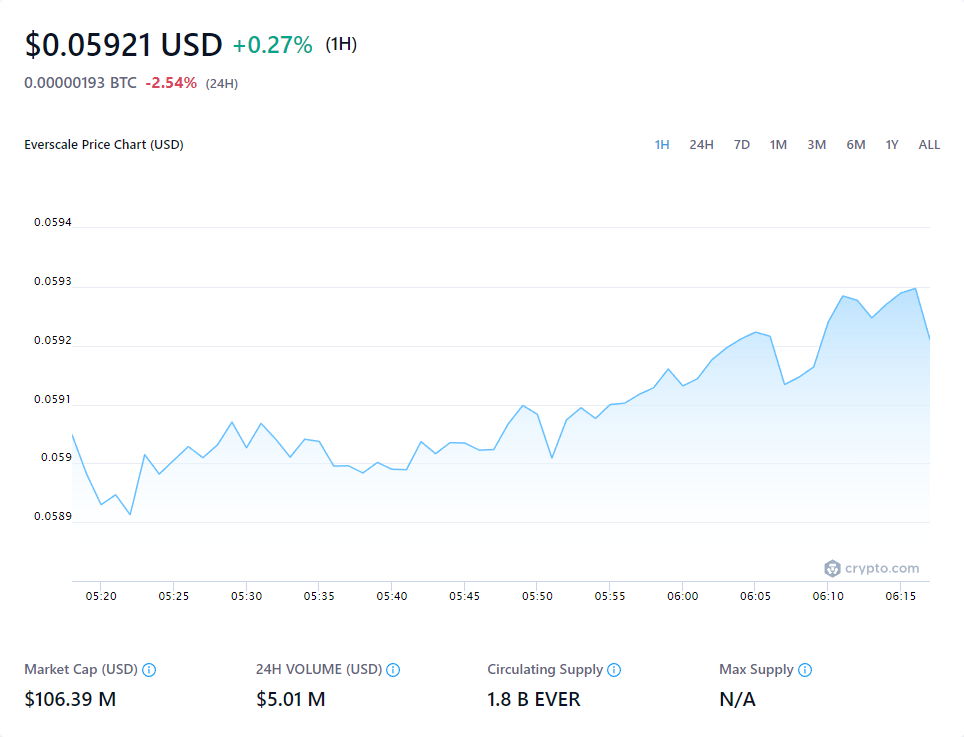 $0.05921 USD +0.27% (1H)
0.00000193 BTC -2.54% (24H)
Everscale Price Chart (USD)
1H 24H 7D 1M 3M 6M 1Y ALL
0.0594
0.0593
0.0592
0.0591
0.059
0.0589
crypto.com
05:20 05:25 05:30 05:35 05:40 05:45 05:50 05:55 06:00 06:05 06:10 06:15
Market Cap (USD) 24H VOLUME (USD) Circulating Supply Max Supply
$106.39 M $5.01 M 1.8 B EVER N/A